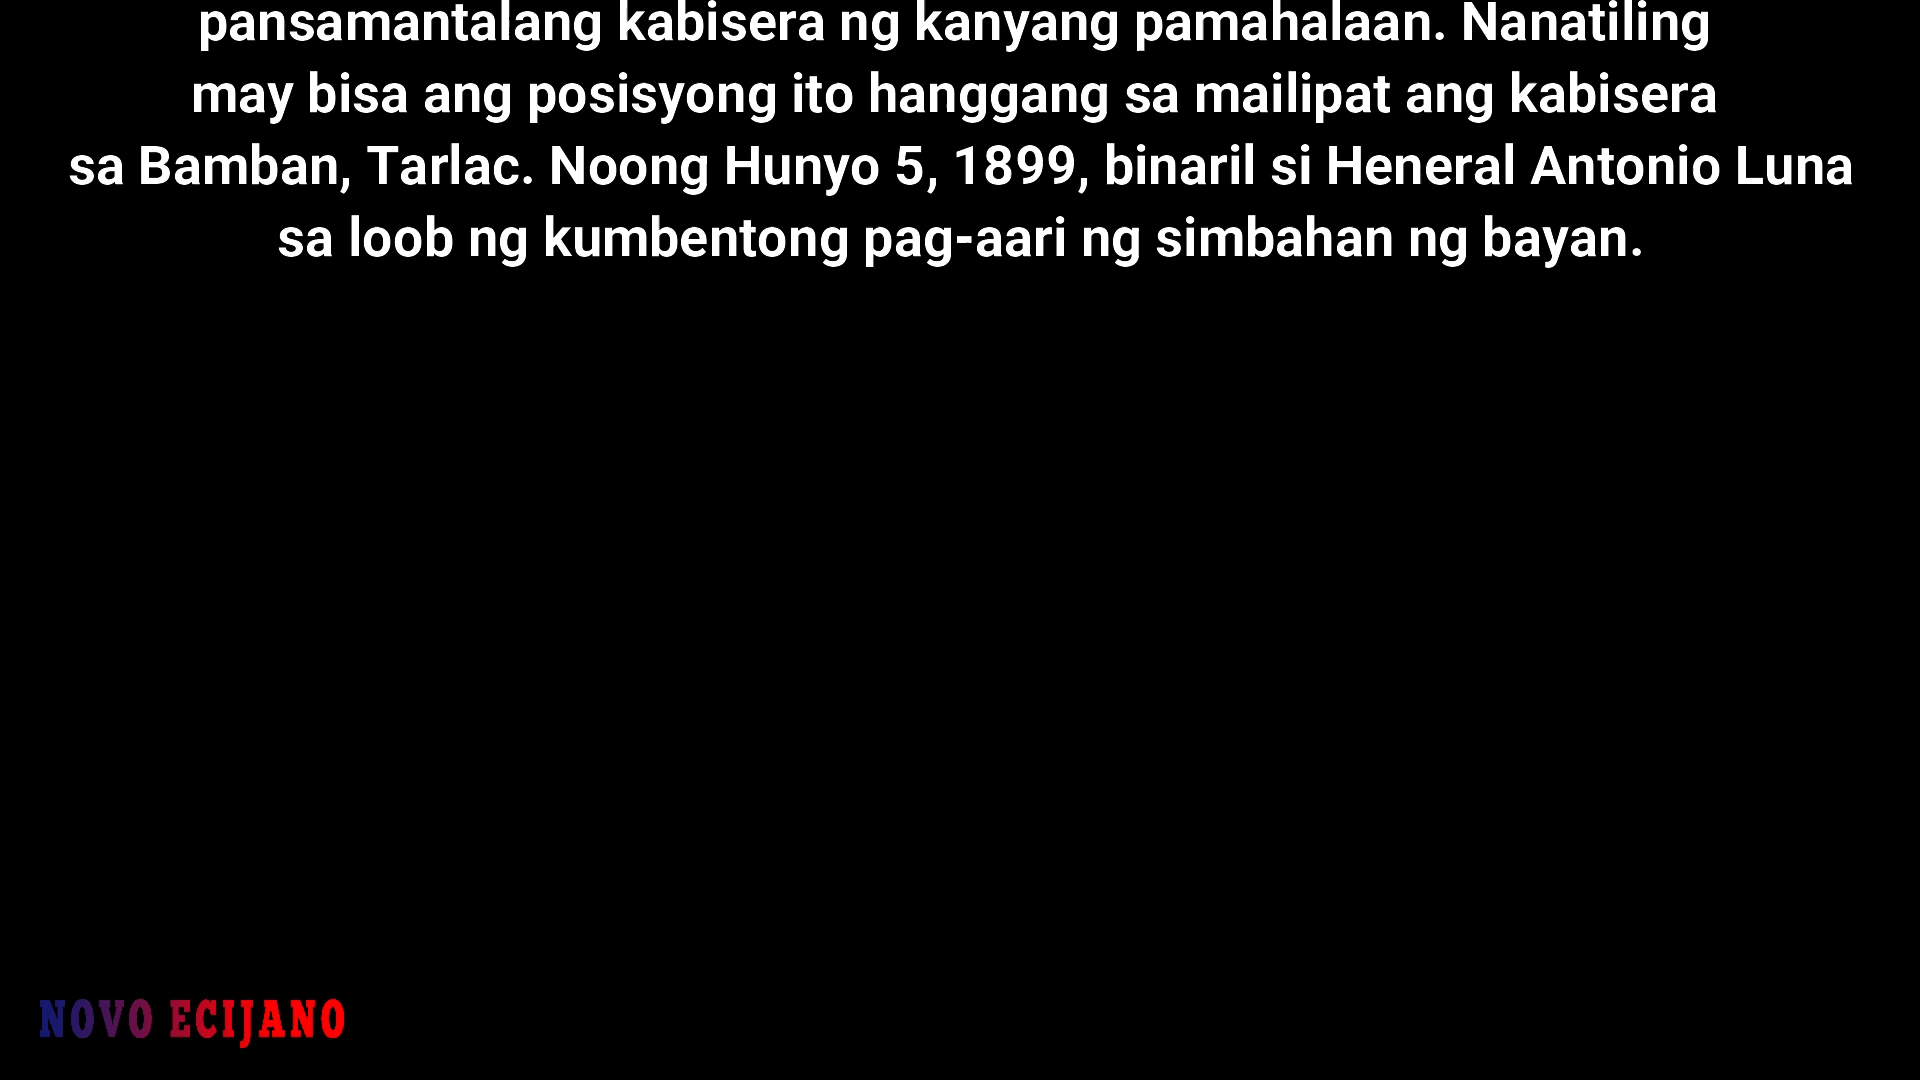 pansamantalang kabisera ng kanyang pamahalaan. Nanatiling
may bisa ang posisyong ito hanggang sa mailipat ang kabisera
sa Bamban, Tarlac. Noong Hunyo 5, 1899, binaril si Heneral Antonio Luna
sa loob ng kumbentong pag-aari ng simbahan ng bayan.
NOVO ECIJANO